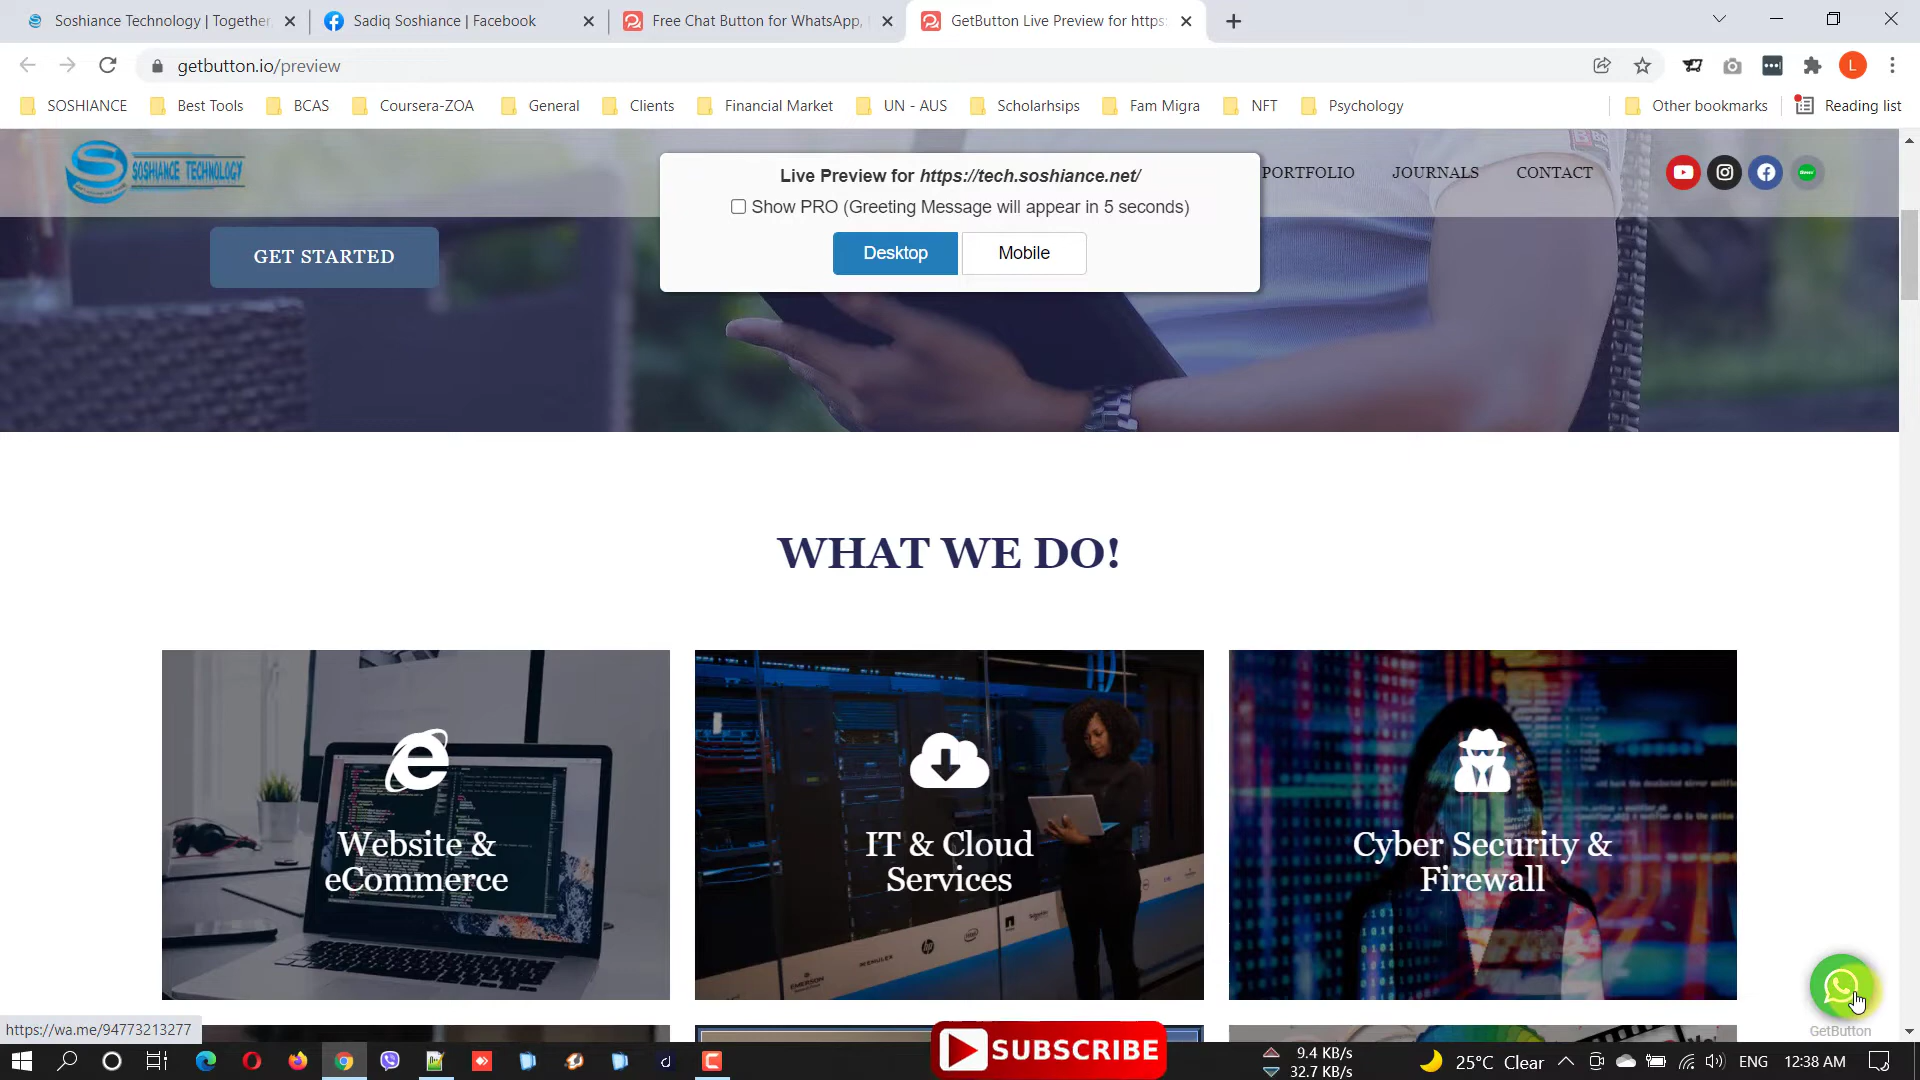 Soshiance Technology | Together,
Sadiq Soshiance | Facebook
Free Chat Button for WhatsApp,
GetButton Live Preview for https:
getbutton.io/preview
L
SOSHIANCE
Best Tools
BCAS
Coursera-ZOA
General
Clients
Financial Market
UN - AUS
Scholarhsips
Fam Migra
NFT
Psychology
Other bookmarks
Reading list
SOSHIANCE TECHNOLOGY
Live Preview for https://tech.soshiance.net/
Show PRO (Greeting Message will appear in 5 seconds)
Desktop
Mobile
PORTFOLIO
JOURNALS
CONTACT
GET STARTED
WHAT WE DO!
Website &
eCommerce
IT & Cloud
Services
Cyber Security &
Firewall
https://wa.me/94773213277
GetButton
SUBSCRIBE
9.4 KB/s
32.7 KB/s
25°C Clear
ENG
12:38 AM